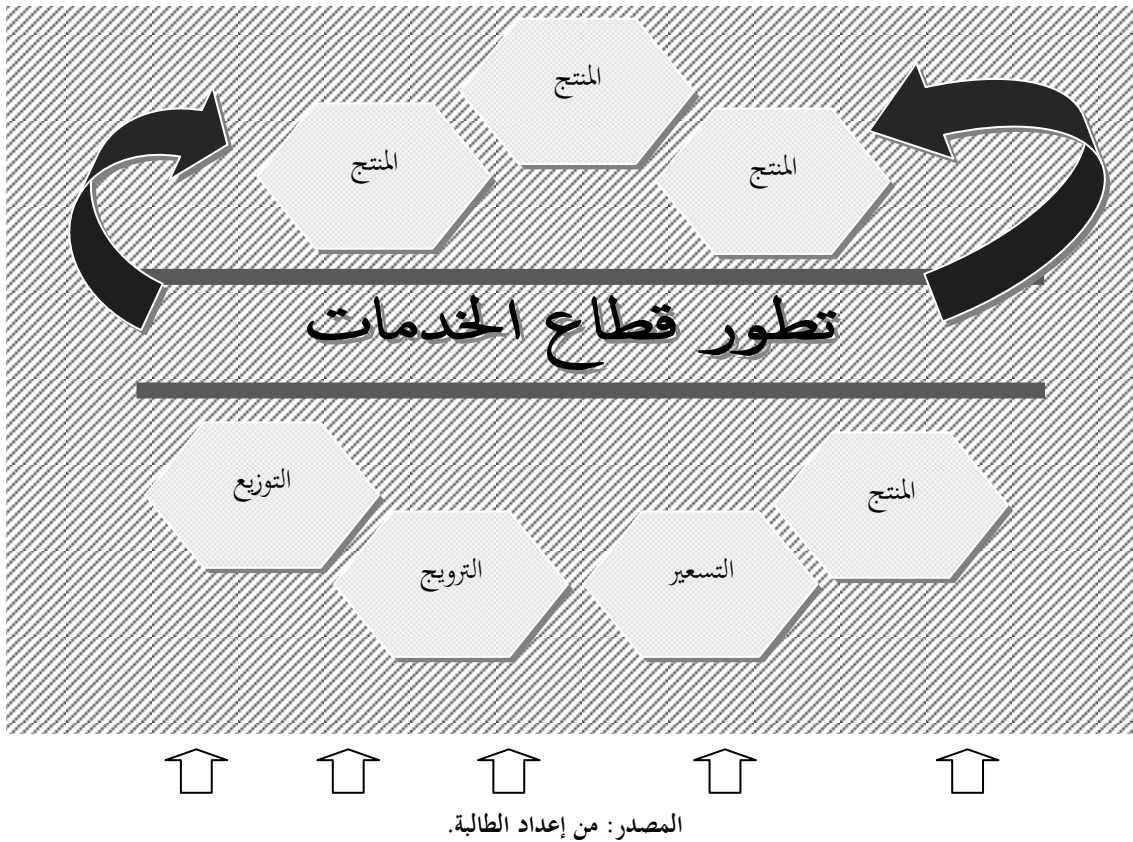 المنتج
المنتج
المنتج
تطور قطاع الخدمات
المنتج
التوزيع
التسعير
الترويج
المصدر: من إعداد الطالبة.